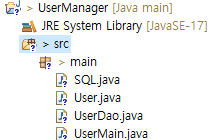 UserManager [Java main]
JRE System Library [JavaSE-17]
src
main
SQL.java
User.java
UserDao.java
UserMain.java